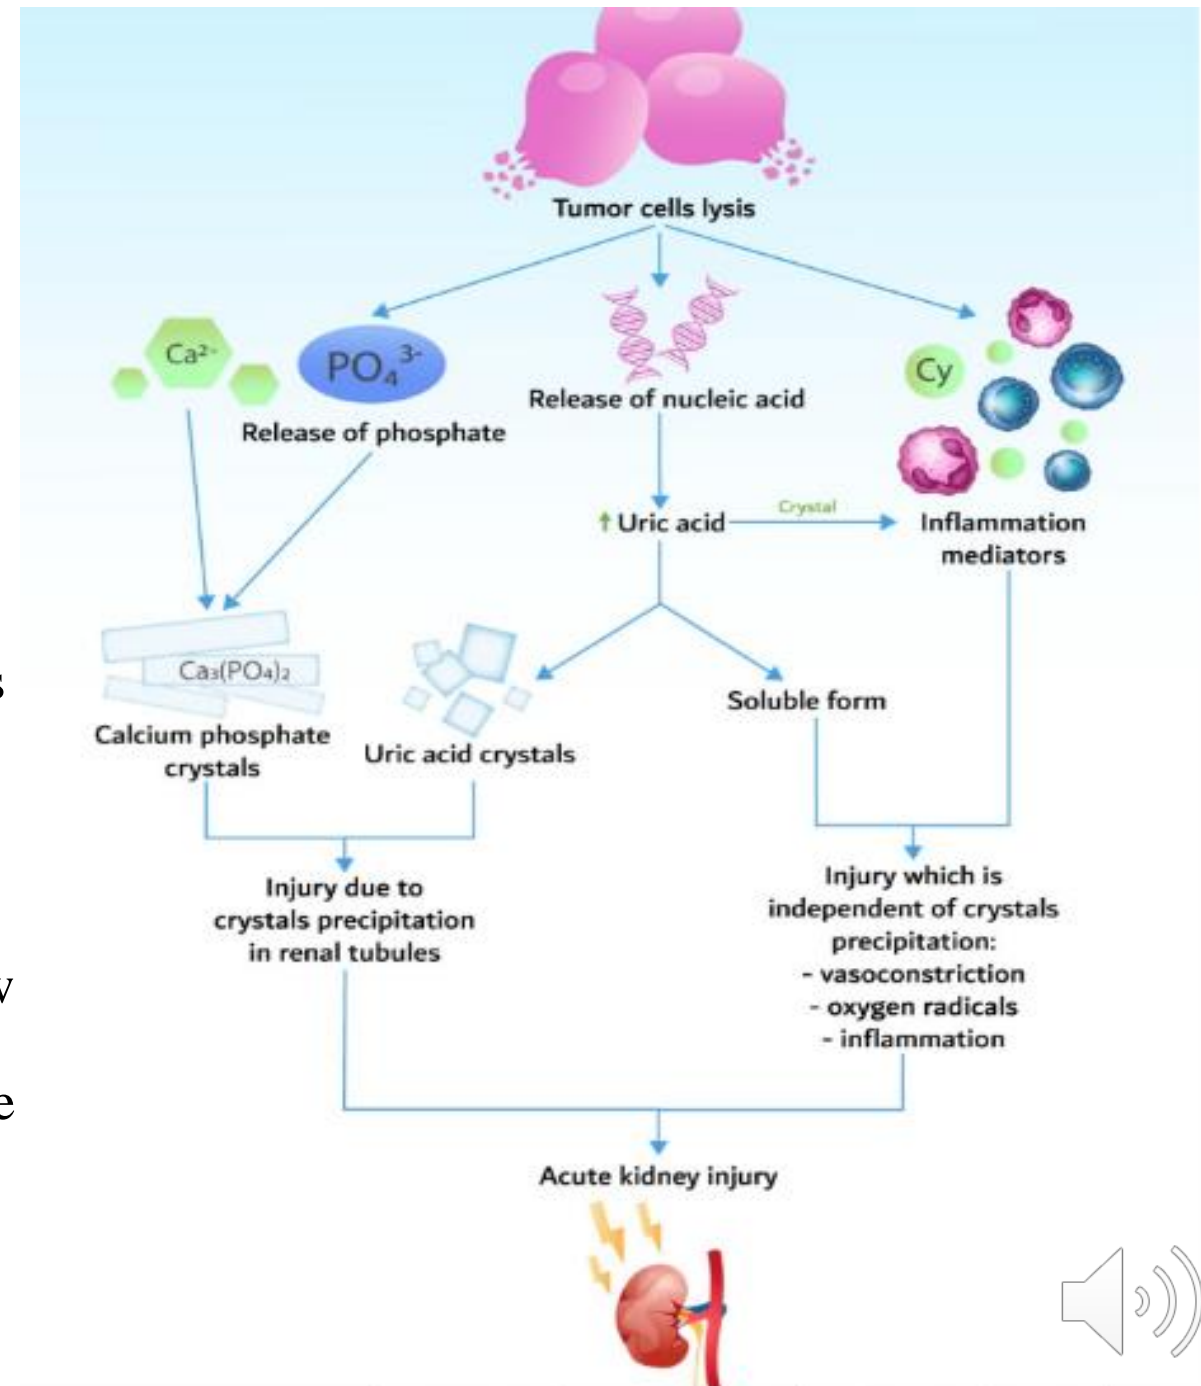 Tumor cells lysis
Ca²⁻
PO₄³⁻
Cy
Release of nucleic acid
Release of phosphate
↑ Uric acid
Crystal
Inflammation
mediators
s
Ca₃(PO₄)₂
Soluble form
Calcium phosphate
crystals
Uric acid crystals
Injury due to
crystals precipitation
in renal tubules
Injury which is
independent of crystals
precipitation:
- vasoconstriction
- oxygen radicals
- inflammation
e
Acute kidney injury